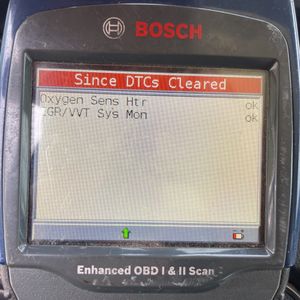 BOSCH
Since DTCs Cleared
Oxygen Sens Htr ok
EGR/VVT Sys Mon ok
Enhanced OBD I & II Scan